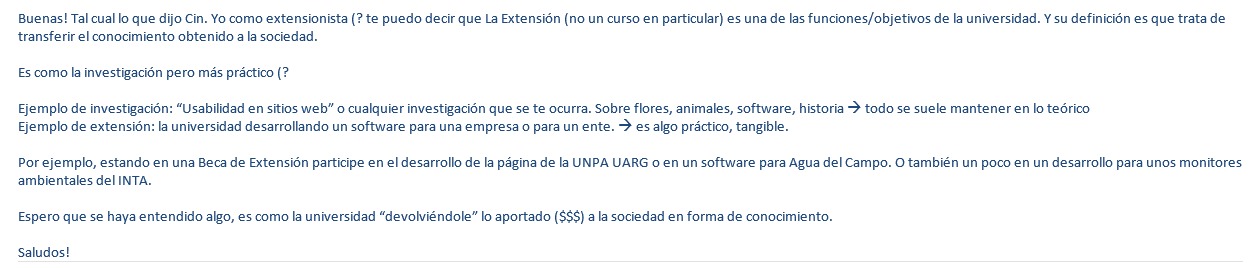 Buenas! Tal cual lo que dijo Cin. Yo como extensionista (? te puedo decir que La Extensión (no un curso en particular) es una de las funciones/objetivos de la universidad. Y su definición es que trata de
transferir el conocimiento obtenido a la sociedad.
Es como la investigación pero más práctico (?
Ejemplo de investigación: “Usabilidad en sitios web” o cualquier investigación que se te ocurra. Sobre flores, animales, software, historia → todo se suele mantener en lo teórico
Ejemplo de extensión: la universidad desarrollando un software para una empresa o para un ente. → es algo práctico, tangible.
Por ejemplo, estando en una Beca de Extensión participe en el desarrollo de la página de la UNPA UARG o en un software para Agua del Campo. O también un poco en un desarrollo para unos monitores
ambientales del INTA.
Espero que se haya entendido algo, es como la universidad “devolviéndole” lo aportado ($$$) a la sociedad en forma de conocimiento.
Saludos!